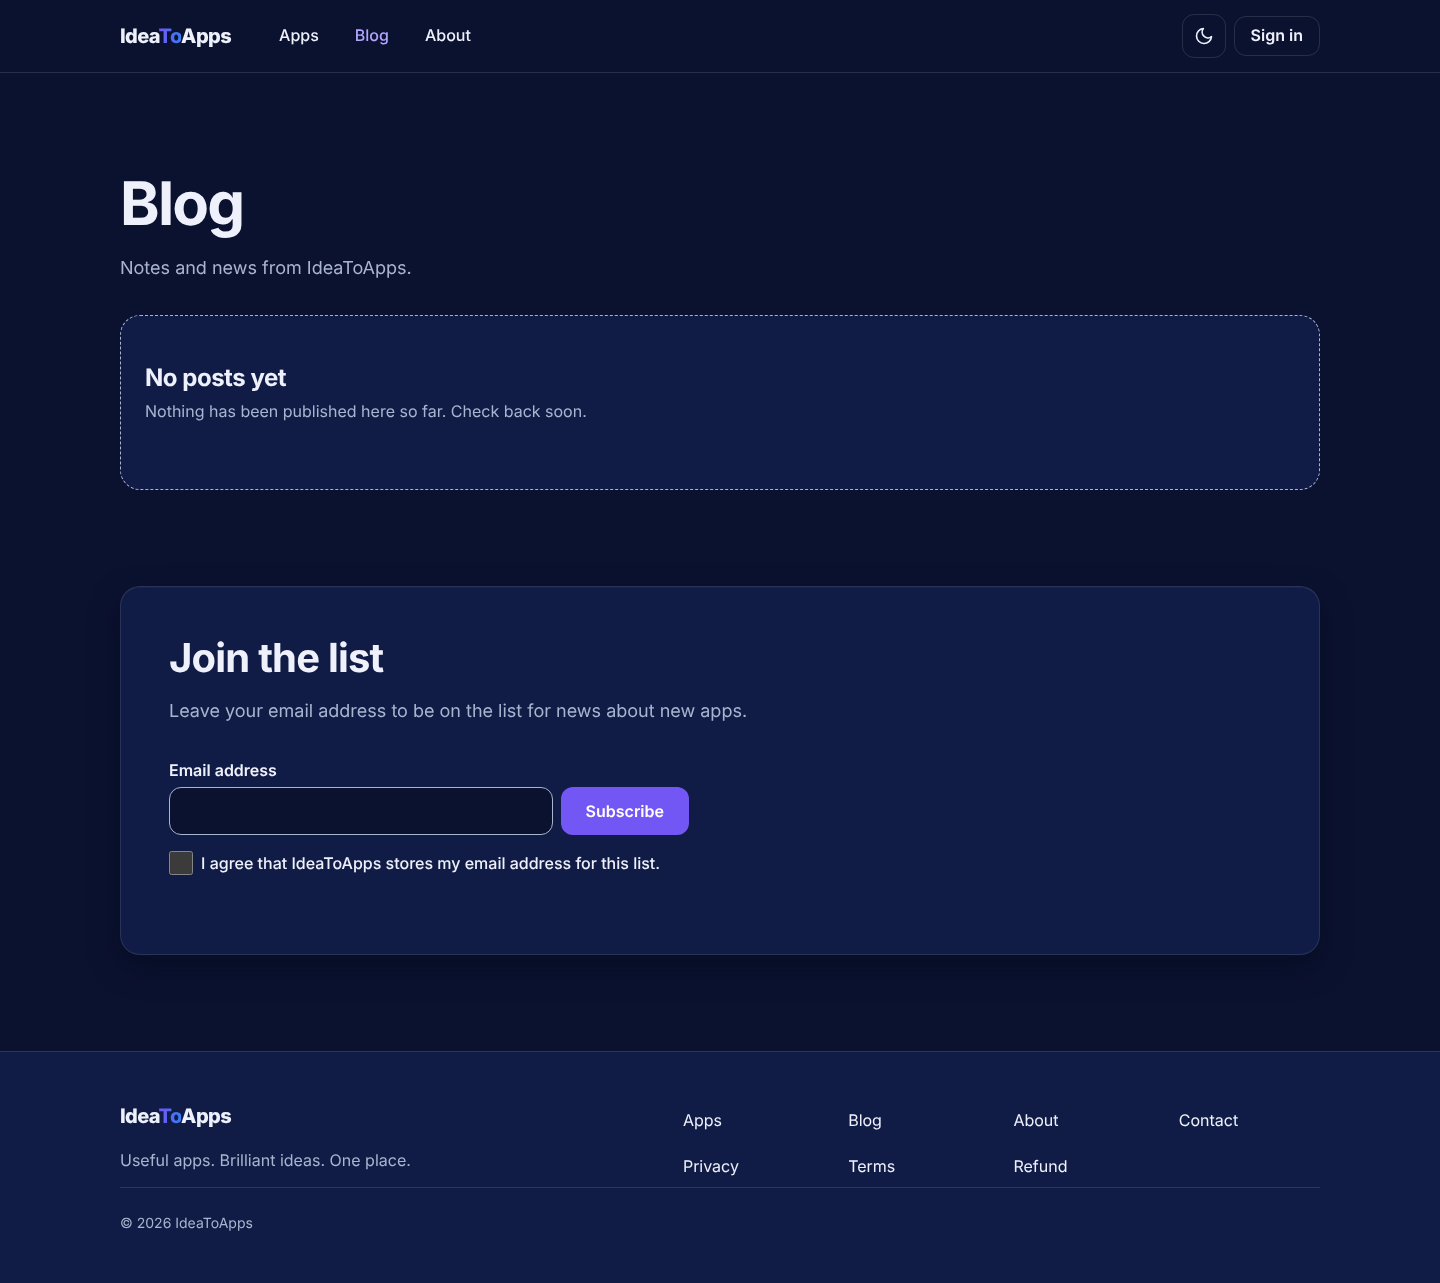 IdeaToApps Apps Blog About Sign in
Blog
Notes and news from IdeaToApps.
No posts yet
Nothing has been published here so far. Check back soon.
Join the list
Leave your email address to be on the list for news about new apps.
Email address
Subscribe
I agree that IdeaToApps stores my email address for this list.
IdeaToApps
Useful apps. Brilliant ideas. One place.
Apps Blog About Contact
Privacy Terms Refund
© 2026 IdeaToApps